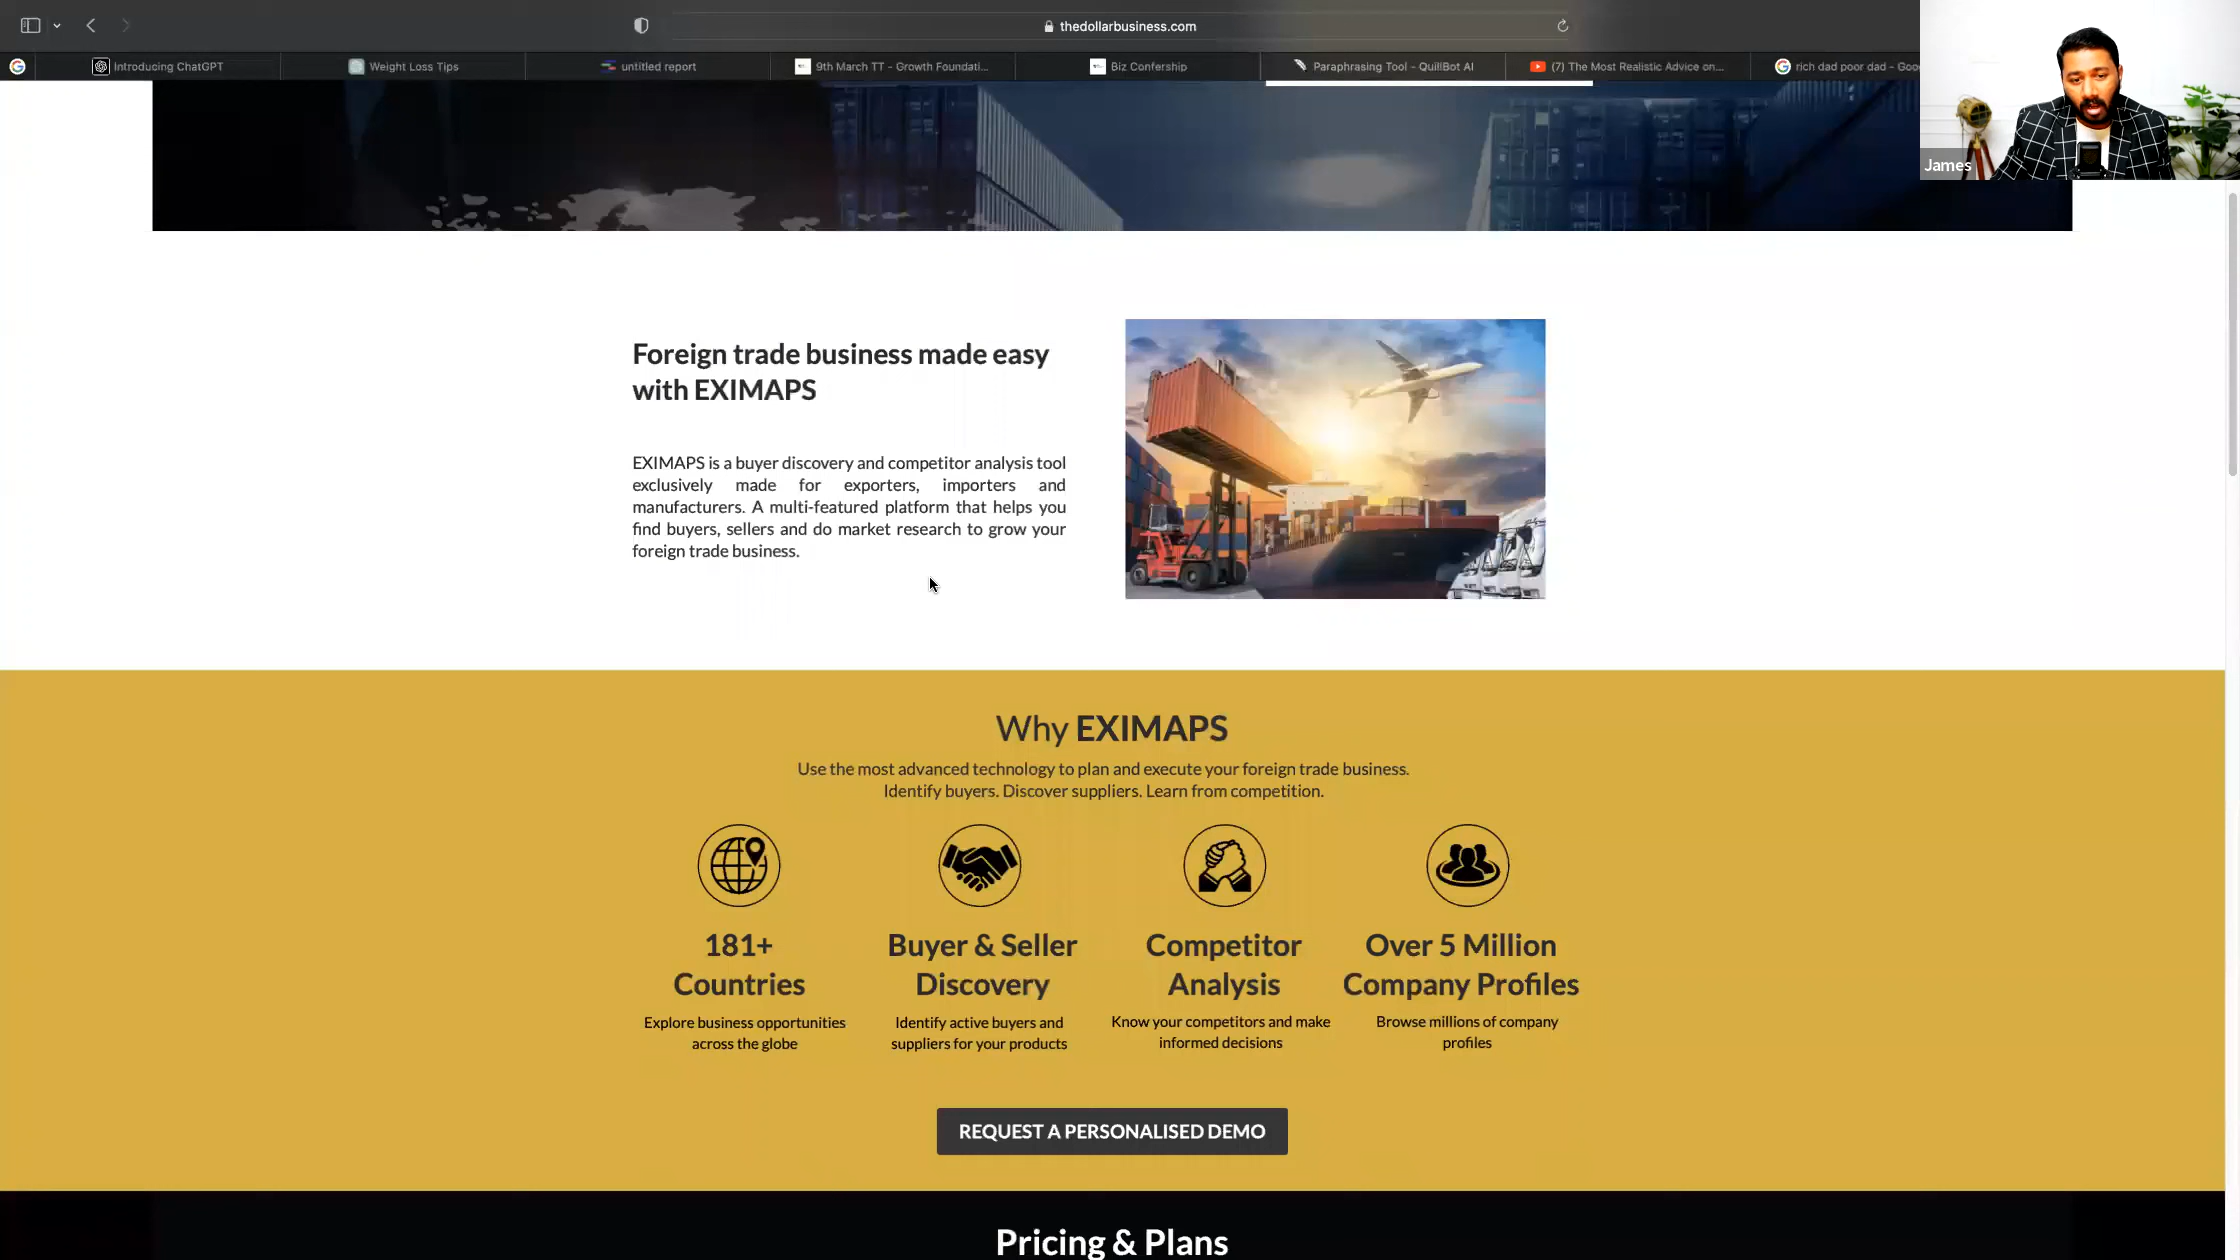 thedollarbusiness.com
Introducing ChatGPT
Weight Loss Tips
untitled report
9th March TT - Growth Foundati...
Biz Confership
Paraphrasing Tool - QuillBot AI
(7) The Most Realistic Advice on...
rich dad poor dad - Goo
James
Foreign trade business made easy
with EXIMAPS
EXIMAPS is a buyer discovery and competitor analysis tool
exclusively made for exporters, importers and
manufacturers. A multi-featured platform that helps you
find buyers, sellers and do market research to grow your
foreign trade business.
Why EXIMAPS
Use the most advanced technology to plan and execute your foreign trade business.
Identify buyers. Discover suppliers. Learn from competition.
181+
Countries
Explore business opportunities
across the globe
Buyer & Seller
Discovery
Identify active buyers and
suppliers for your products
Competitor
Analysis
Know your competitors and make
informed decisions
Over 5 Million
Company Profiles
Browse millions of company
profiles
REQUEST A PERSONALISED DEMO
Pricing & Plans